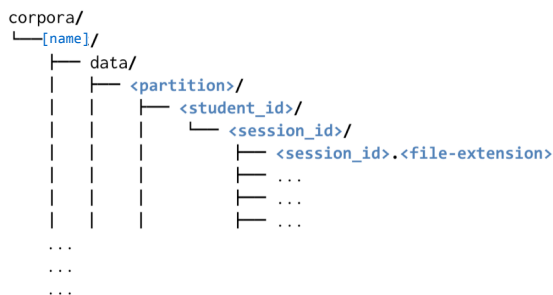 corpora/
[name]/
data/
<partition>/
<student_id>/
<session_id>/
<session_id>.<file-extension>
...
...
...
...
...
...